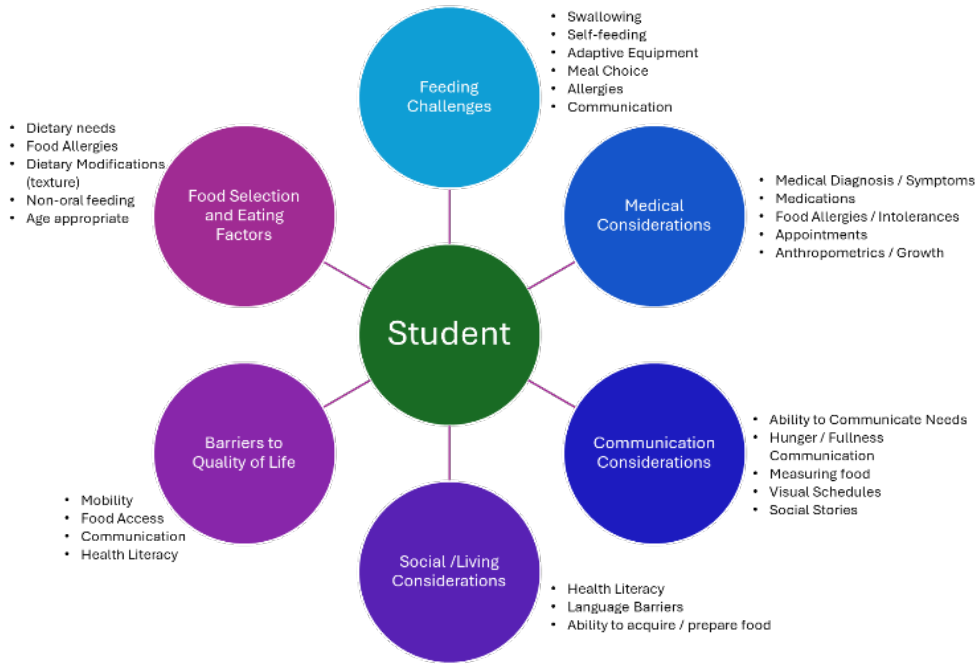 Feeding
Challenges
• Swallowing
• Self-feeding
• Adaptive Equipment
• Meal Choice
• Allergies
• Communication
Medical
Considerations
• Medical Diagnosis / Symptoms
• Medications
• Food Allergies / Intolerances
• Appointments
• Anthropometrics / Growth
Communication
Considerations
• Ability to Communicate Needs
• Hunger / Fullness
Communication
• Measuring food
• Visual Schedules
• Social Stories
Social /Living
Considerations
• Health Literacy
• Language Barriers
• Ability to acquire / prepare food
Barriers to
Quality of Life
• Mobility
• Food Access
• Communication
• Health Literacy
Food Selection
and Eating
Factors
• Dietary needs
• Food Allergies
• Dietary Modifications
(texture)
• Non-oral feeding
• Age appropriate
Student